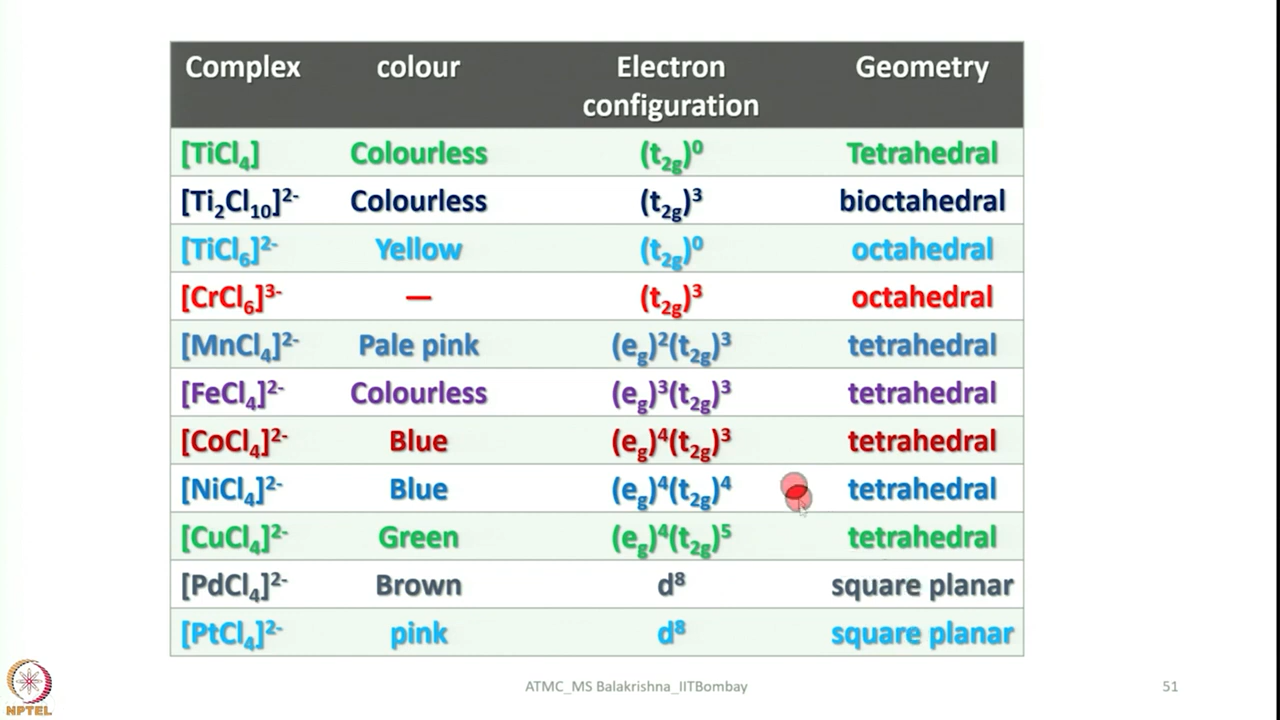 Complex colour Electron configuration Geometry
[TiCl₄] Colourless (t₂g)⁰ Tetrahedral
[Ti₂Cl₁₀]²⁻ Colourless (t₂g)³ bioctahedral
[TiCl₆]²⁻ Yellow (t₂g)⁰ octahedral
[CrCl₆]³⁻ — (t₂g)³ octahedral
[MnCl₄]²⁻ Pale pink (eg)²(t₂g)³ tetrahedral
[FeCl₄]²⁻ Colourless (eg)³(t₂g)³ tetrahedral
[CoCl₄]²⁻ Blue (eg)⁴(t₂g)³ tetrahedral
[NiCl₄]²⁻ Blue (eg)⁴(t₂g)⁴ tetrahedral
[CuCl₄]²⁻ Green (eg)⁴(t₂g)⁵ tetrahedral
[PdCl₄]²⁻ Brown d⁸ square planar
[PtCl₄]²⁻ pink d⁸ square planar
NPTEL
ATMC_MS Balakrishna_IITBombay 51